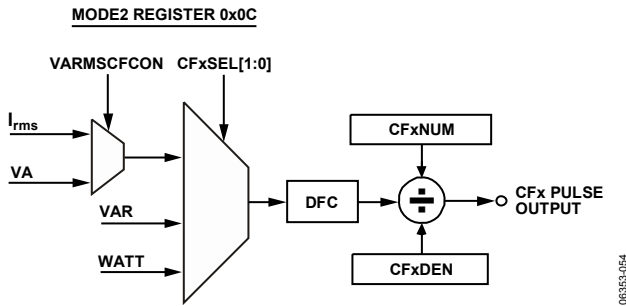 MODE2 REGISTER 0x0C
VARMSCFCON
CFxSEL[1:0]
Irms
VA
VAR
WATT
DFC
CFxNUM
÷
CFxDEN
CFx PULSE
OUTPUT
06353-054